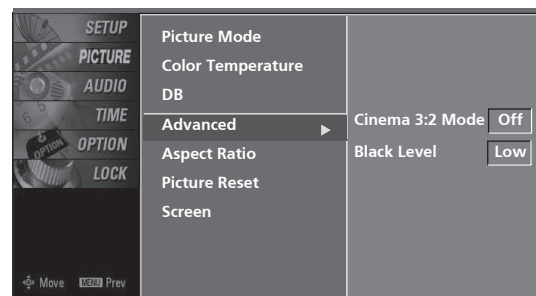 SETUP
PICTURE
AUDIO
TIME
OPTION
LOCK
Move MENU Prev
Picture Mode
Color Temperature
DB
Advanced
Aspect Ratio
Picture Reset
Screen
Cinema 3:2 Mode Off
Black Level Low